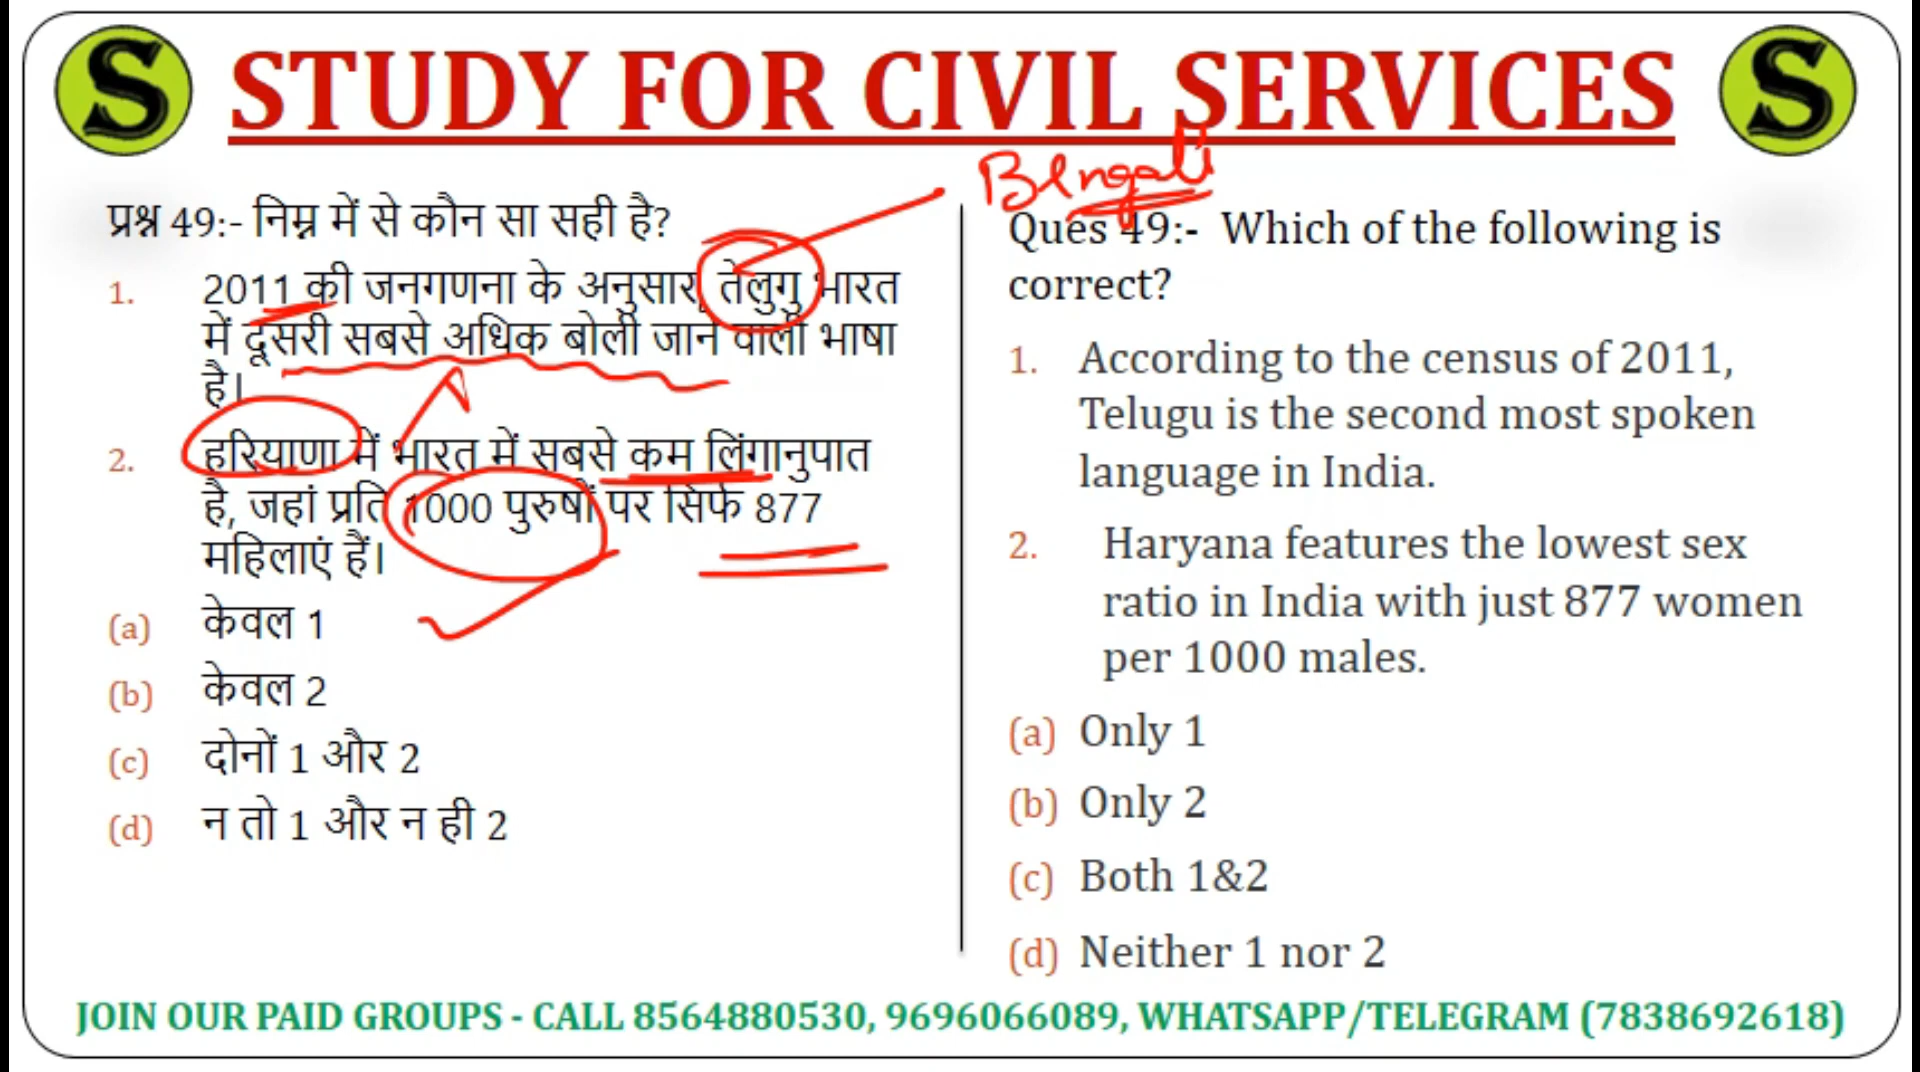 S
STUDY FOR CIVIL SERVICES
S
Bengali
प्रश्न 49:- निम्न में से कौन सा सही है?
1. 2011 की जनगणना के अनुसार, तेलुगु भारत
में दूसरी सबसे अधिक बोली जाने वाली भाषा
है।
2. हरियाणा में भारत में सबसे कम लिंगानुपात
है, जहां प्रति 1000 पुरुषों पर सिर्फ 877
महिलाएं हैं।
(a) केवल 1
(b) केवल 2
(c) दोनों 1 और 2
(d) न तो 1 और न ही 2
Ques 49:- Which of the following is
correct?
1. According to the census of 2011,
Telugu is the second most spoken
language in India.
2. Haryana features the lowest sex
ratio in India with just 877 women
per 1000 males.
(a) Only 1
(b) Only 2
(c) Both 1&2
(d) Neither 1 nor 2
JOIN OUR PAID GROUPS - CALL 8564880530, 9696066089, WHATSAPP/TELEGRAM (7838692618)